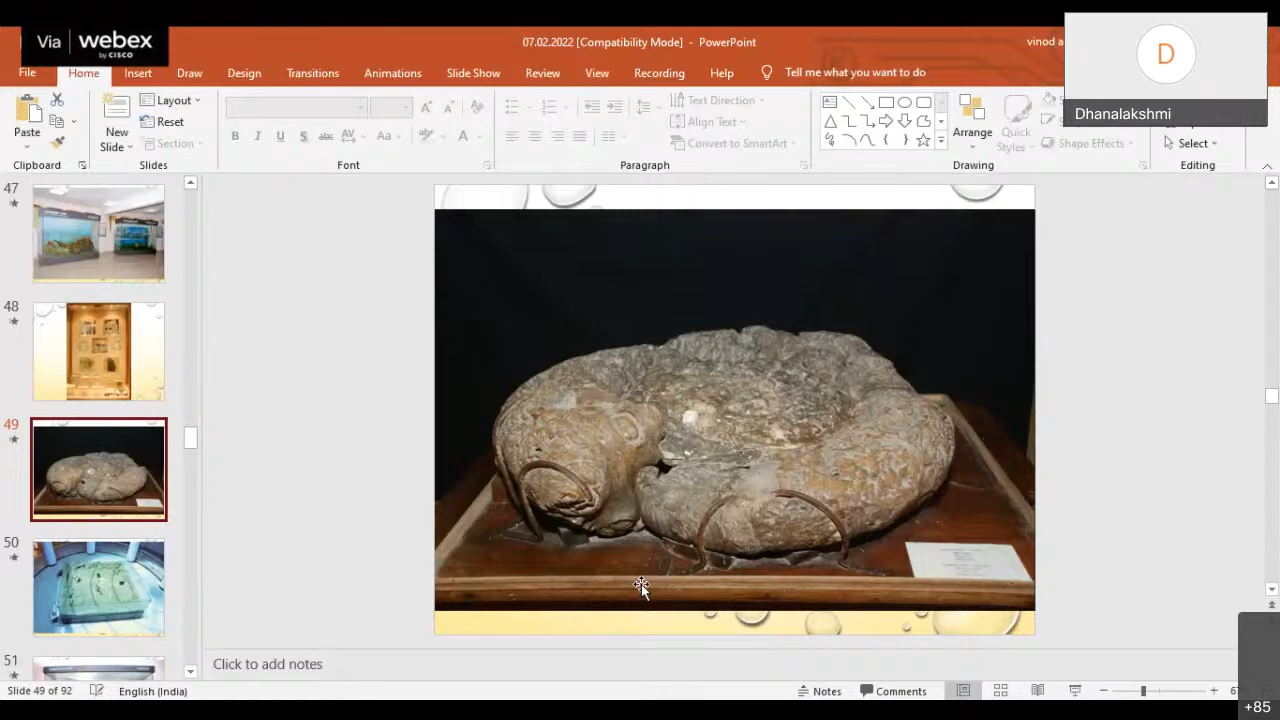 Via webex
by CISCO
07.02.2022 [Compatibility Mode] - PowerPoint
vinod a
D
Dhanalakshmi
File Home Insert Draw Design Transitions Animations Slide Show Review View Recording Help Tell me what you want to do
Paste
New
Slide
Layout
Reset
Section
B I U S abc AV Aa A
Text Direction
Align Text
Convert to SmartArt
Arrange
Quick
Styles
Shape Effects
Select
Clipboard Slides Font Paragraph Drawing Editing
47
48
49
50
51
Click to add notes
Slide 49 of 92 English (India) Notes Comments
+85